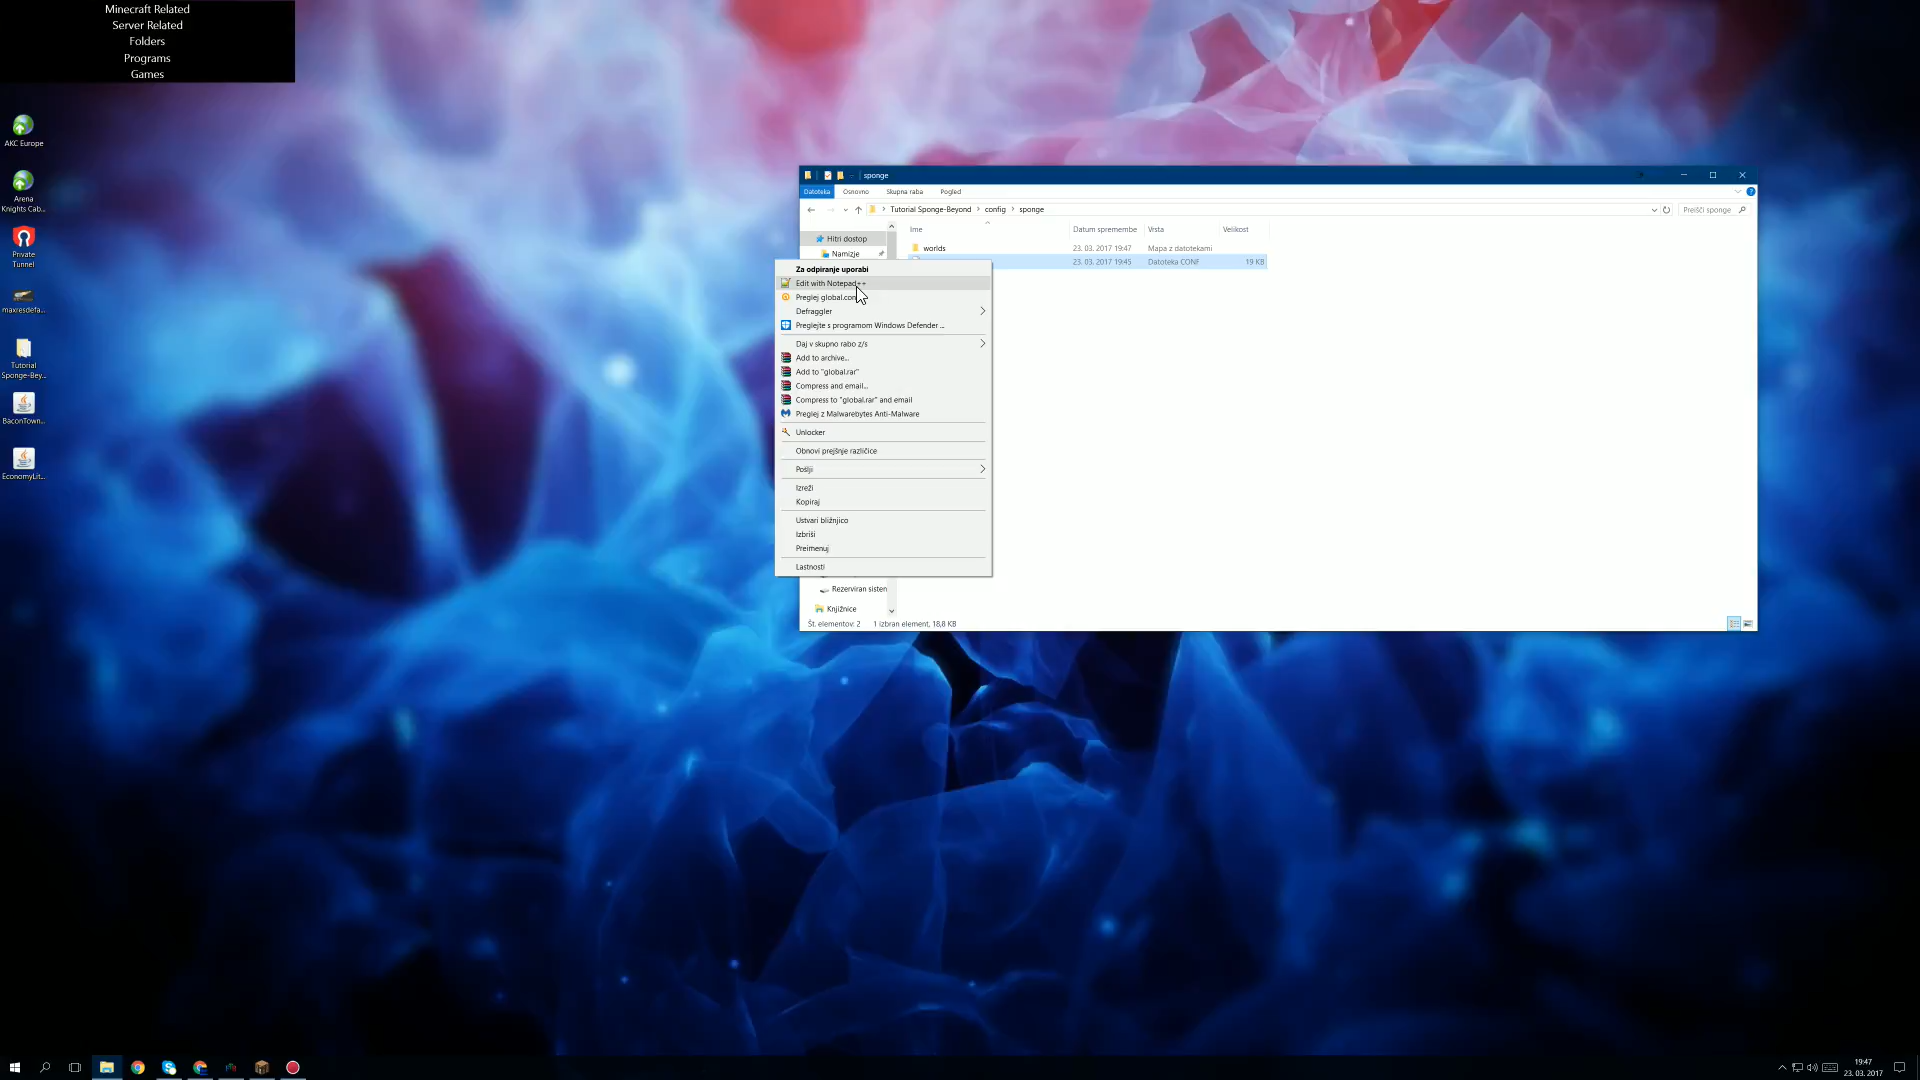 Minecraft Related
Server Related
Folders
Programs
Games
AKC Europe
Arena
Knights Cab...
Private
Tunnel
maxresdefa...
Tutorial
Sponge-Bey...
BaconTown...
EconomyLit...
sponge
Datoteka Osnovno Skupna raba Pogled
Tutorial Sponge-Beyond > config > sponge
Preišči sponge
Ime Datum spremembe Vrsta Velikost
Hitri dostop
Namizje
worlds 23. 03. 2017 19:47 Mapa z datotekami
23. 03. 2017 19:45 Datoteka CONF 19 KB
Za odpiranje uporabi
Edit with Notepad++
Preglej global.con
Defraggler
Preglejte s programom Windows Defender ...
Daj v skupno rabo z/s
Add to archive...
Add to "global.rar"
Compress and email...
Compress to "global.rar" and email
Preglej z Malwarebytes Anti-Malware
Unlocker
Obnovi prejšnje različice
Pošlji
Izreži
Kopiraj
Ustvari bližnjico
Izbriši
Preimenuj
Lastnosti
Rezerviran sisten
Knjižnice
Št. elementov: 2 1 izbran element, 18,8 KB
19:47
23. 03. 2017